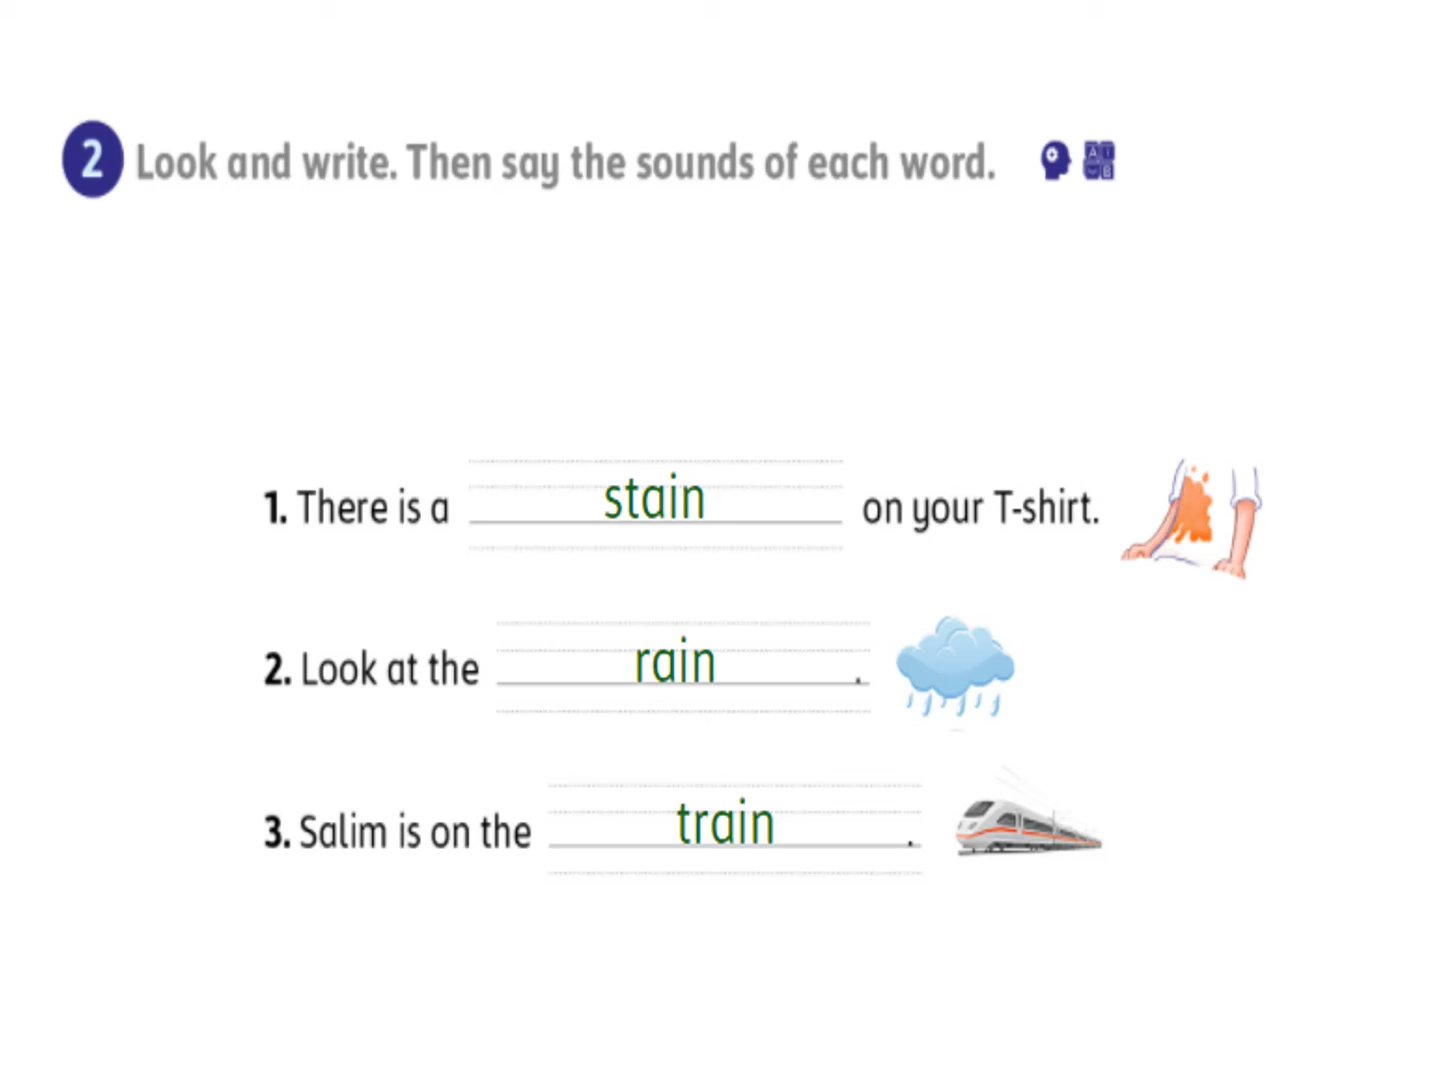 2 Look and write. Then say the sounds of each word.
1. There is a stain on your T-shirt.
2. Look at the rain .
3. Salim is on the train .